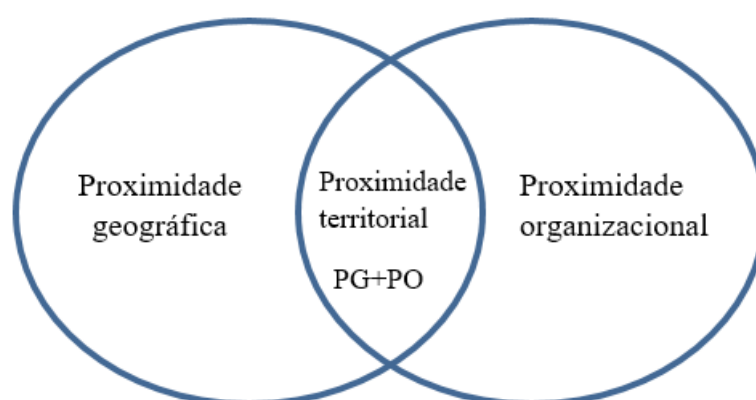 Proximidade
geográfica
Proximidade
territorial
PG+PO
Proximidade
organizacional